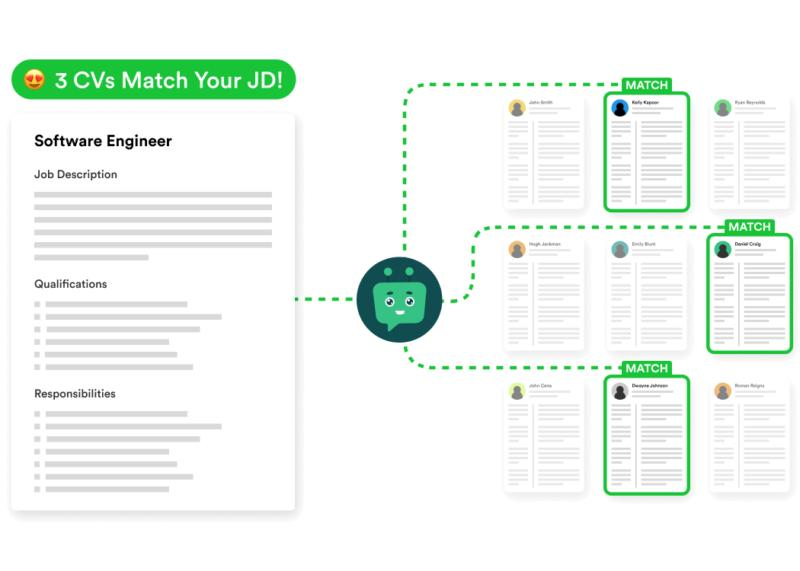 😍 3 CVs Match Your JD!
Software Engineer
Job Description
Qualifications
Responsibilities
MATCH
John Smith
Kelly Kapoor
Ryan Reynolds
MATCH
Hugh Jackman
Emily Blunt
Daniel Craig
MATCH
John Cena
Dwayne Johnson
Roman Reigns